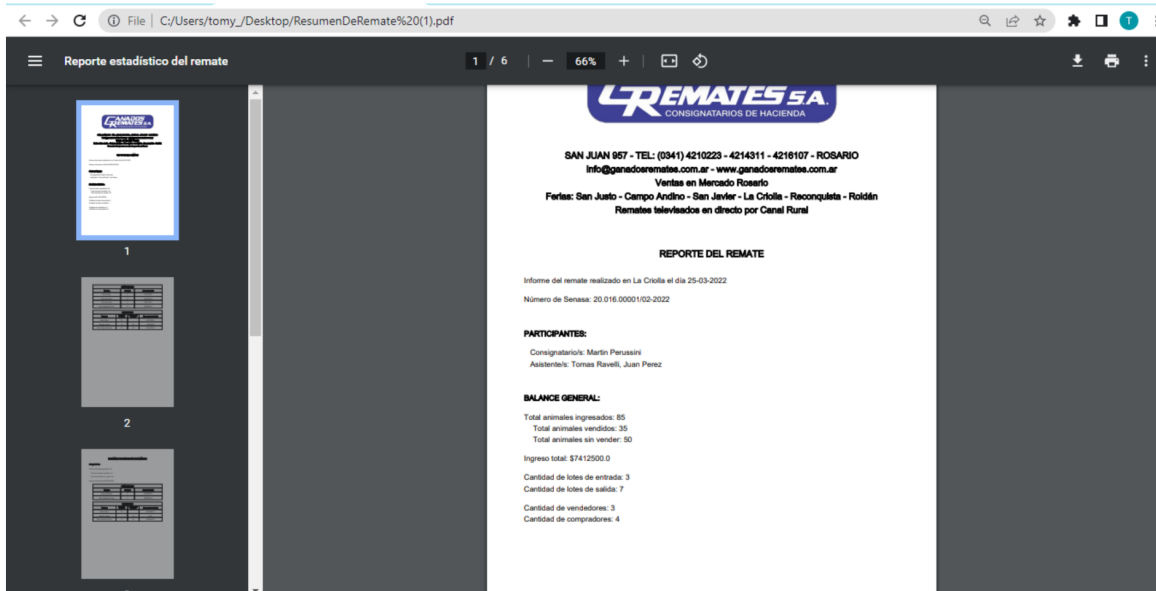 File | C:/Users/tomy_/Desktop/ResumenDeRemate%20(1).pdf
T
Reporte estadístico del remate
1 / 6
66%
1
2
REMATES S.A.
CONSIGNATARIOS DE HACIENDA
SAN JUAN 957 - TEL: (0341) 4210223 - 4214311 - 4216107 - ROSARIO
info@ganadosremates.com.ar - www.ganadosremates.com.ar
Ventas en Mercado Rosario
Ferias: San Justo - Campo Andino - San Javier - La Criolla - Reconquista - Roldán
Remates televisados en directo por Canal Rural
REPORTE DEL REMATE
Informe del remate realizado en La Criolla el día 25-03-2022
Número de Senasa: 20.016.00001/02-2022
PARTICIPANTES:
Consignatario/s: Martin Perussini
Asistente/s: Tomas Ravelli, Juan Perez
BALANCE GENERAL:
Total animales ingresados: 85
Total animales vendidos: 35
Total animales sin vender: 50
Ingreso total: $7412500.0
Cantidad de lotes de entrada: 3
Cantidad de lotes de salida: 7
Cantidad de vendedores: 3
Cantidad de compradores: 4